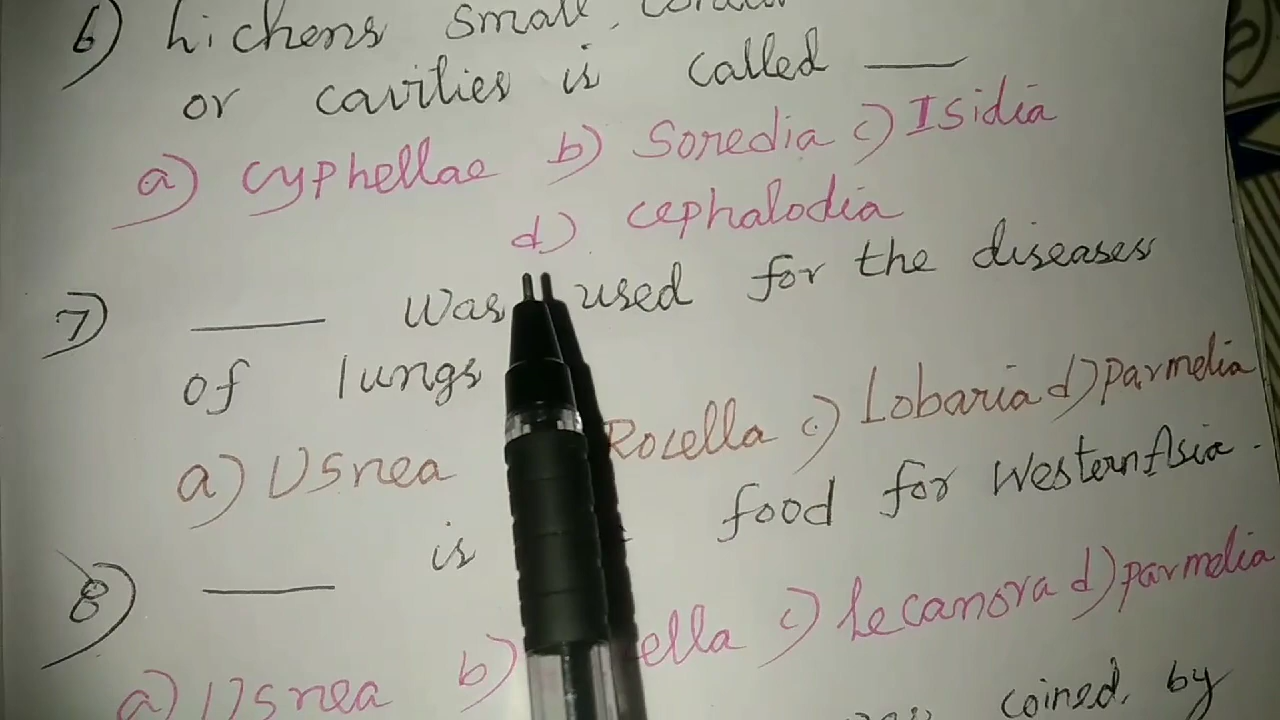 6) Lichens small,
or cavities is called ___
a) Cyphellae b) Soredia c) Isidia
d) cephalodia
7) ___ was used for the diseases
of lungs
a) Usnea Rocella c) Lobaria d) parmelia
8) ___ is food for Western Asia.
a) Usnea b) ella c) Lecanora d) parmelia
coined by